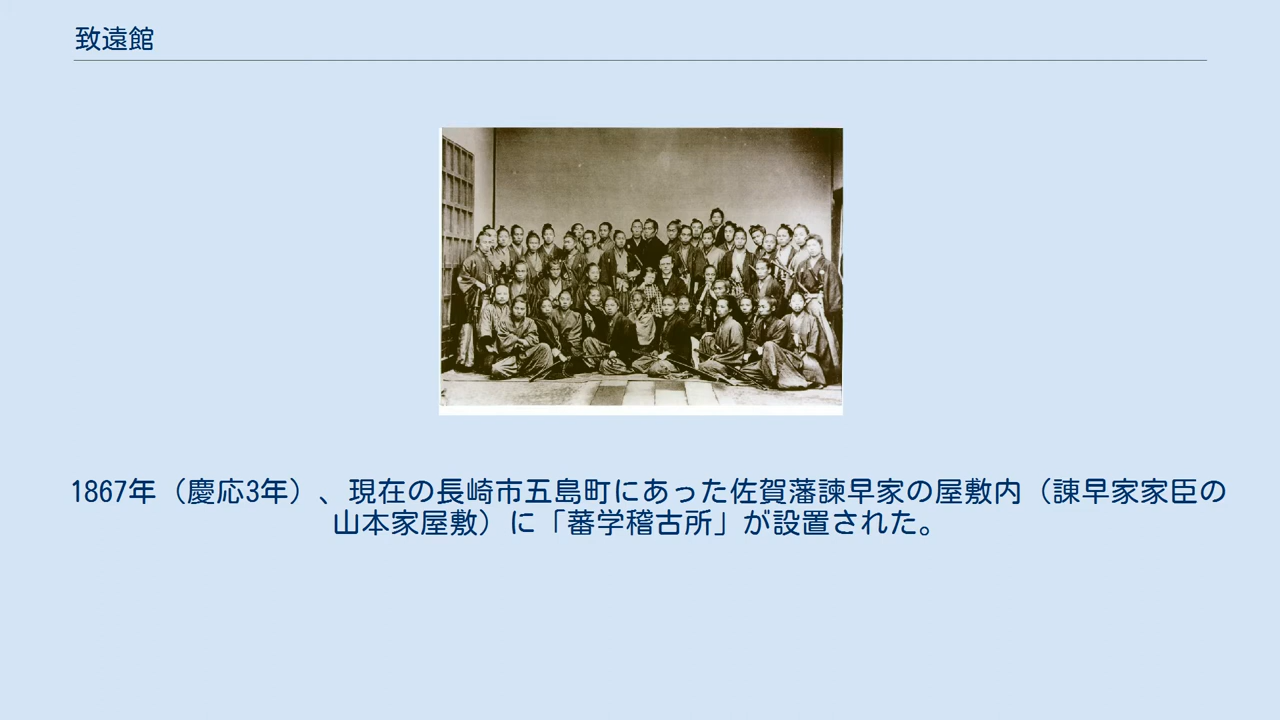 致遠館
1867年（慶応3年）、現在の長崎市五島町にあった佐賀藩諫早家の屋敷内（諫早家家臣の
山本家屋敷）に「蕃学稽古所」が設置された。